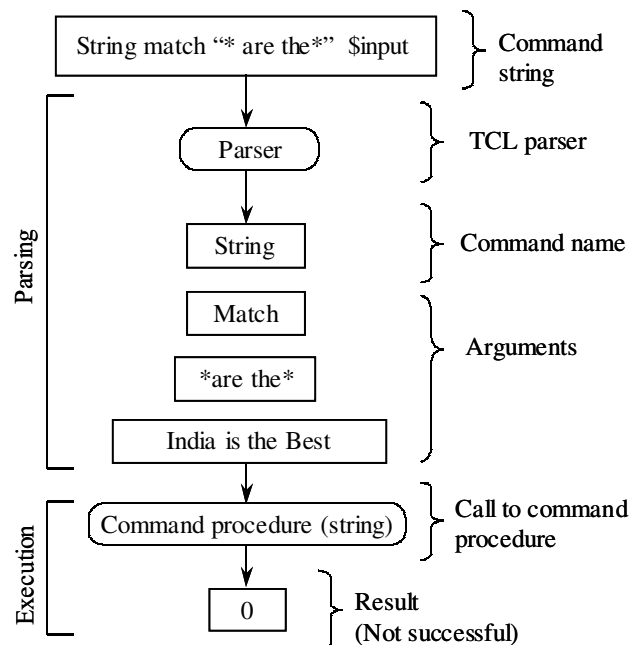 String match “* are the*” $input
Command
string
Parser
TCL parser
Parsing
String
Command name
Match
*are the*
Arguments
India is the Best
Command procedure (string)
Call to command
procedure
Execution
0
Result
(Not successful)